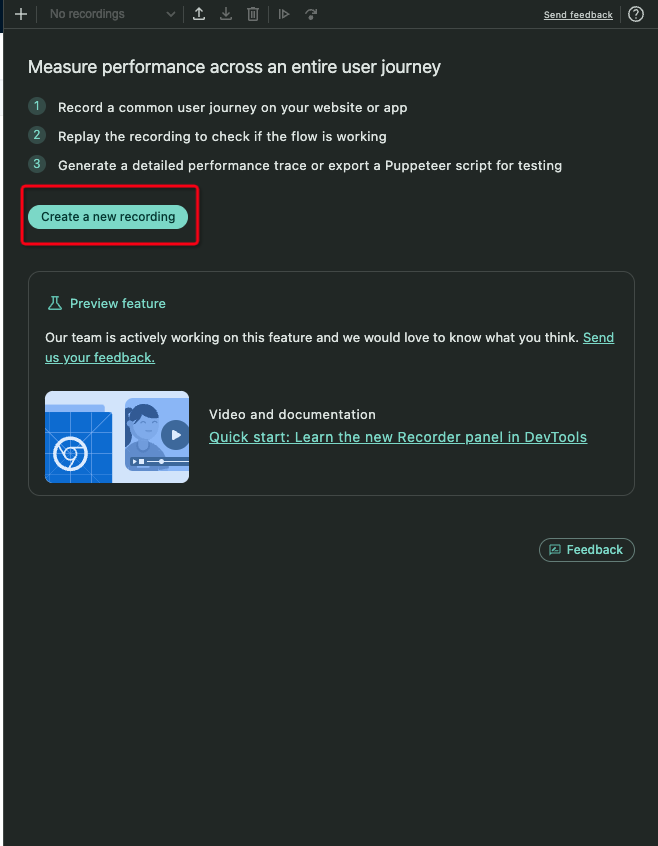 No recordings
Send feedback
Measure performance across an entire user journey
1 Record a common user journey on your website or app
2 Replay the recording to check if the flow is working
3 Generate a detailed performance trace or export a Puppeteer script for testing
Create a new recording
Preview feature
Our team is actively working on this feature and we would love to know what you think. Send
us your feedback.
Video and documentation
Quick start: Learn the new Recorder panel in DevTools
Feedback